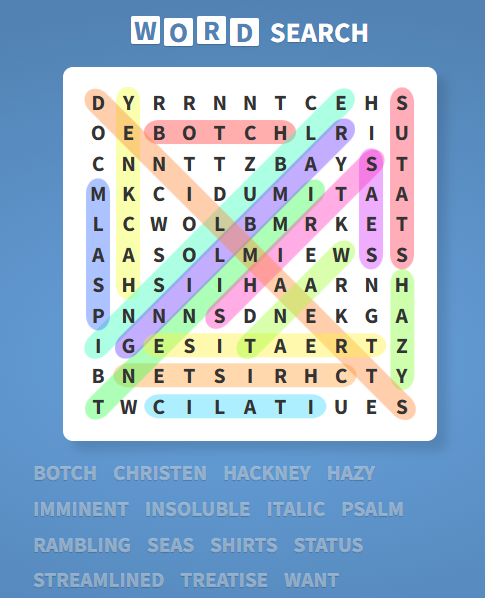 WORD SEARCH
D Y R R N N T C E H S
O E B O T C H L R I U
C N N T T Z B A Y S T
M K C I D U M I T A A
L C W O L B M R K E T
A A S O L M I E W S S
S H S I I H A A R N H
P N N N S D N E K G A
I G E S I T A E R T Z
B N E T S I R H C T Y
T W C I L A T I U E S
BOTCH CHRISTEN HACKNEY HAZY
IMMINENT INSOLUBLE ITALIC PSALM
RAMBLING SEAS SHIRTS STATUS
STREAMLINED TREATISE WANT